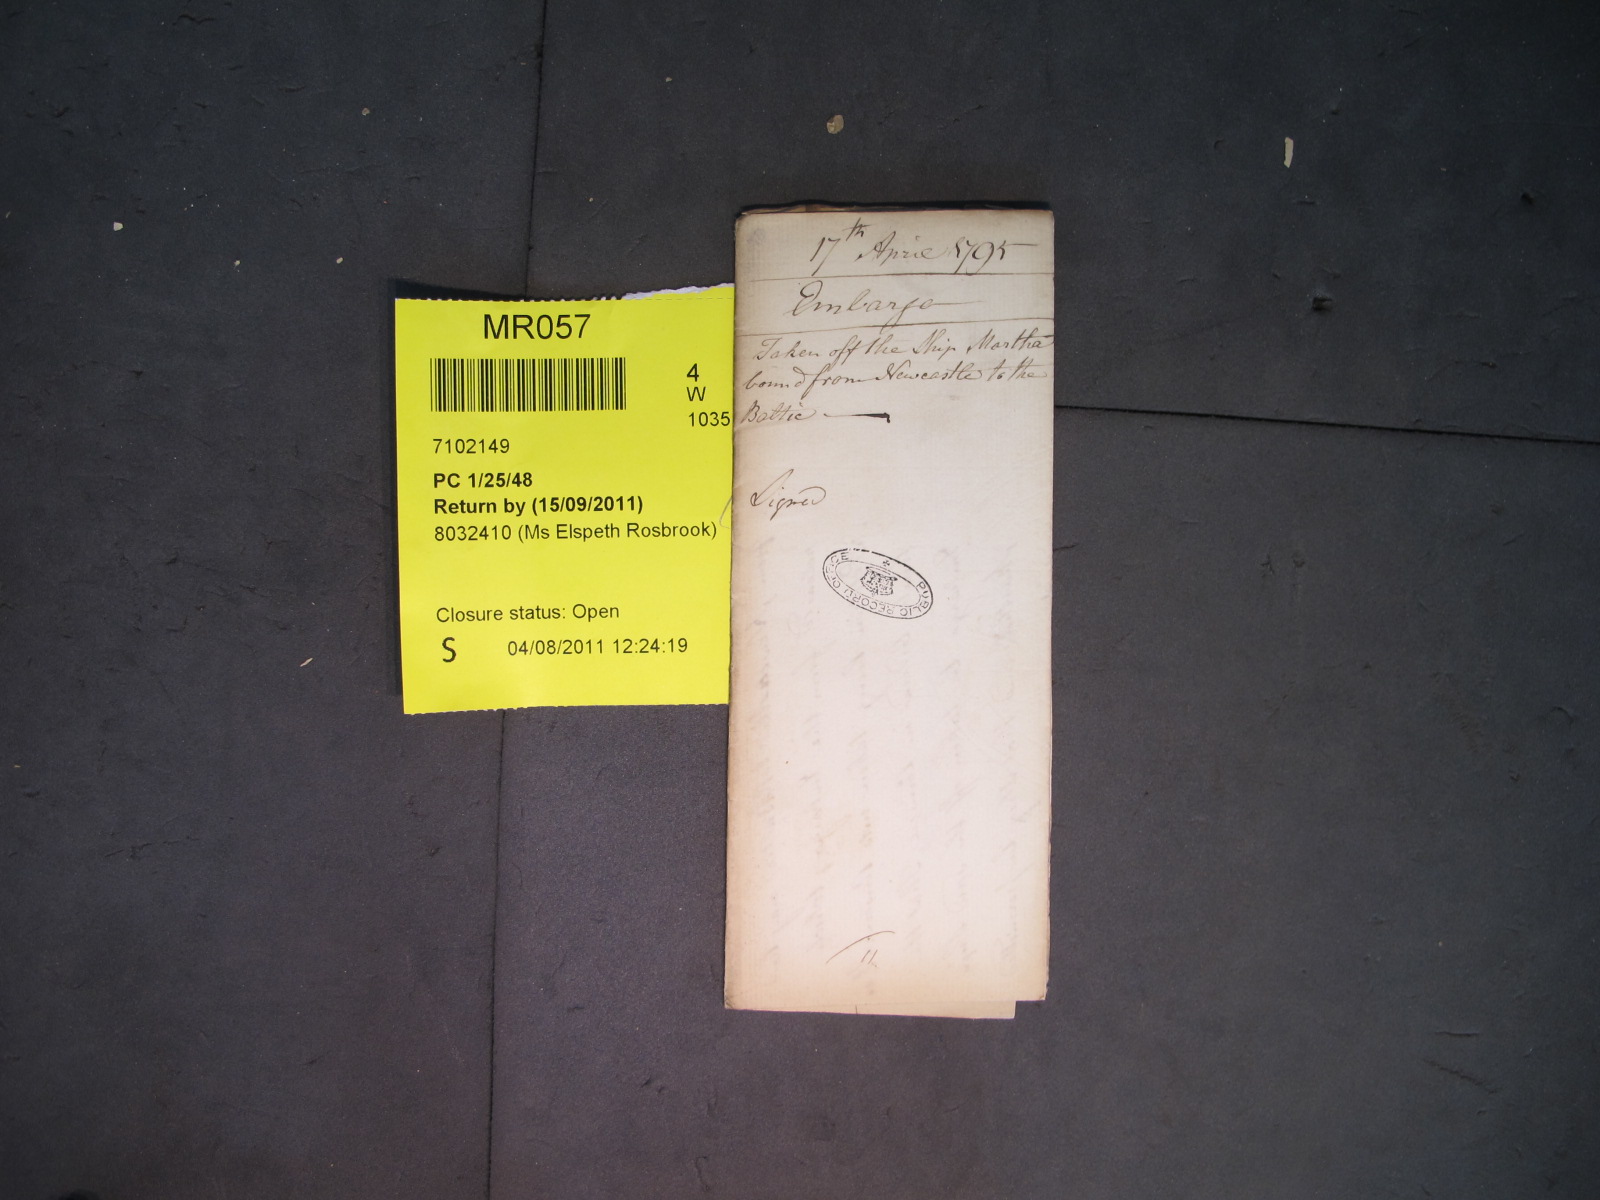 MR057
4
W
1035
7102149
PC 1/25/48
Return by (15/09/2011)
8032410 (Ms Elspeth Rosbrook)
Closure status: Open
S 04/08/2011 12:24:19
17th April 1795
Embargo
Taken off the Ship Martha
bound from Newcastle to the
Baltic
Signed
PUBLIC RECORD OFFICE
11